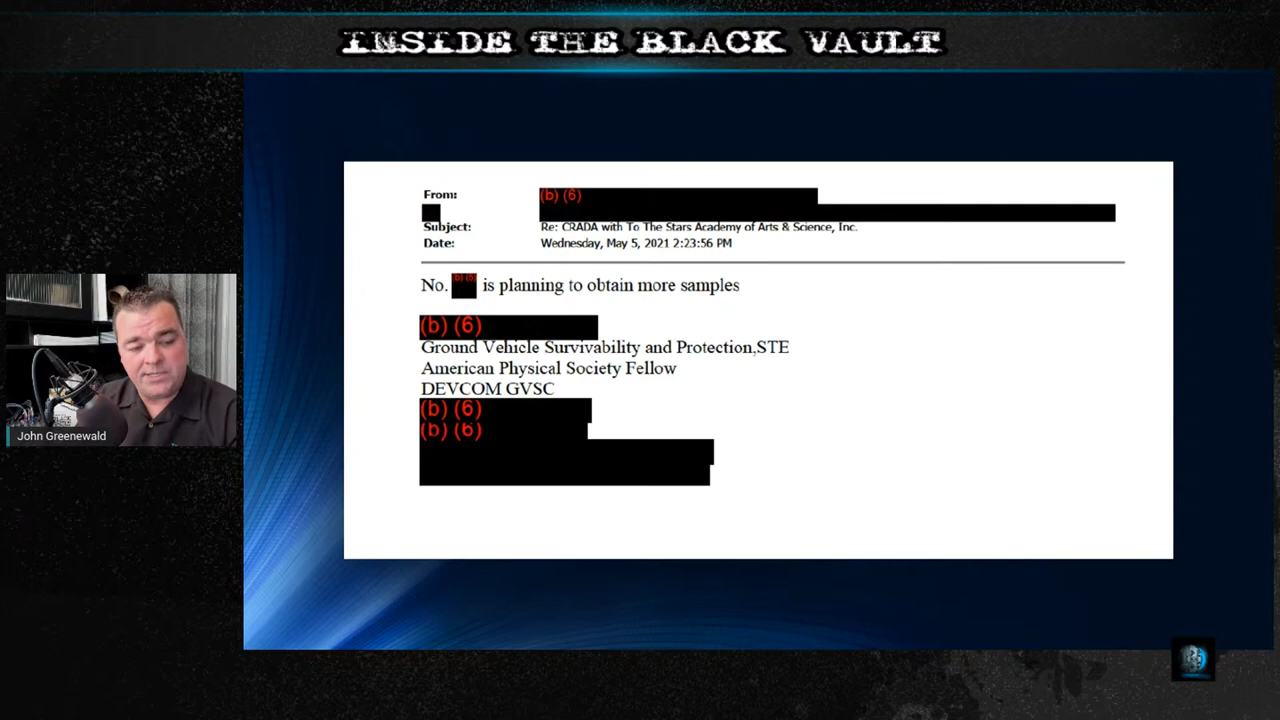 INSIDE THE BLACK VAULT
From: (b) (6)
Subject: Re: CRADA with To The Stars Academy of Arts & Science, Inc.
Date: Wednesday, May 5, 2021 2:23:56 PM
No. (b) (6) is planning to obtain more samples
(b) (6)
Ground Vehicle Survivability and Protection,STE
American Physical Society Fellow
DEVCOM GVSC
(b) (6)
(b) (6)
John Greenewald